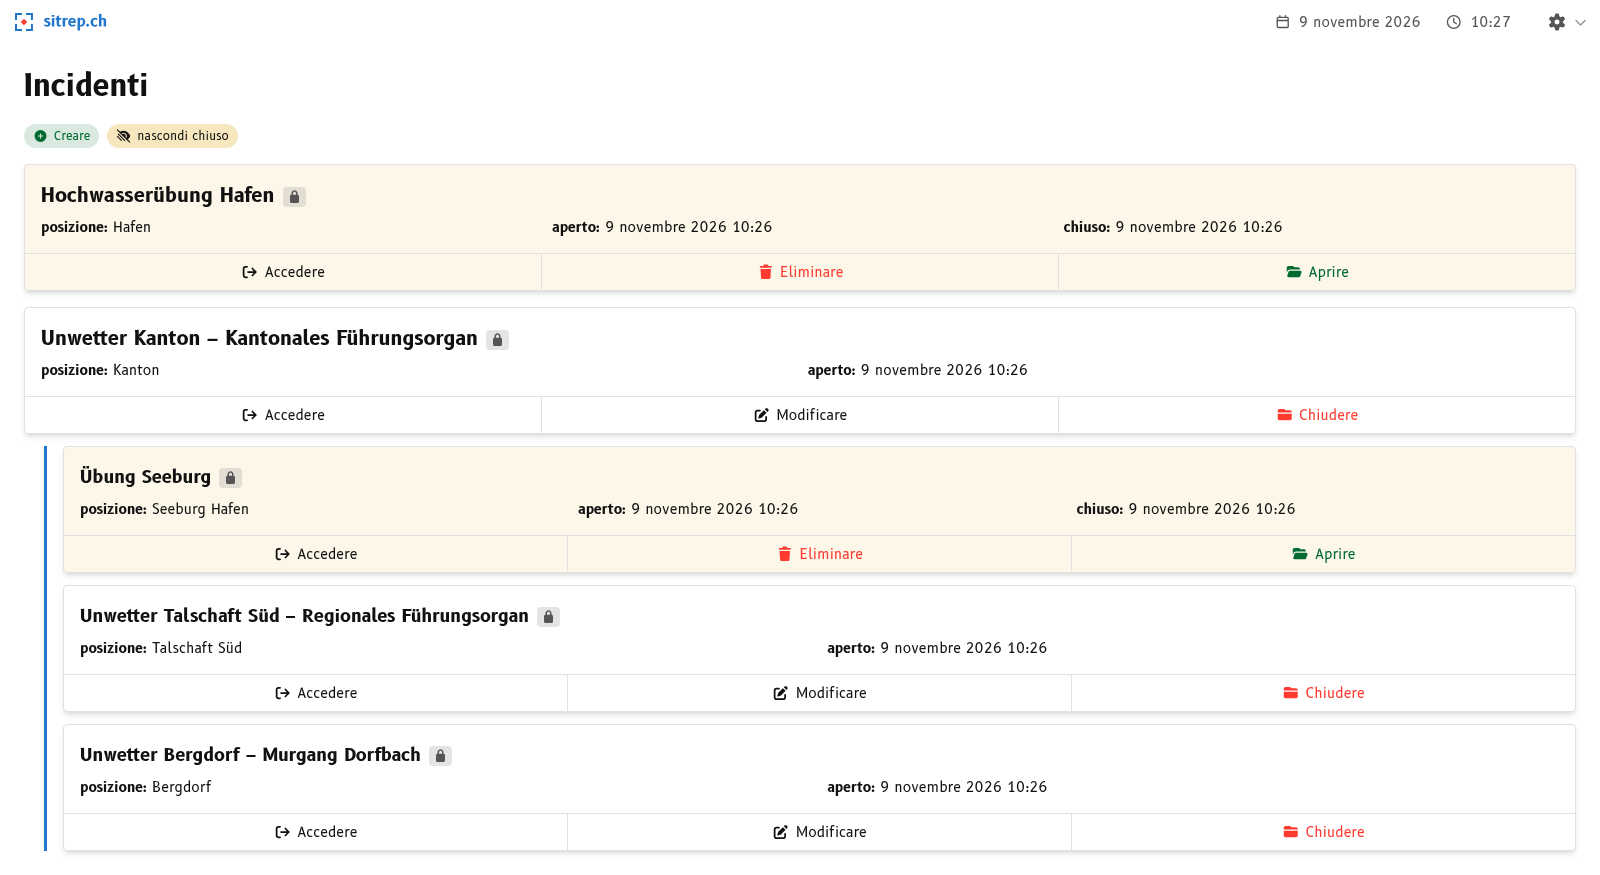 sitrep.ch 9 novembre 2026 10:27
Incidenti
Creare nascondi chiuso
Hochwasserübung Hafen
posizione: Hafen aperto: 9 novembre 2026 10:26 chiuso: 9 novembre 2026 10:26
Accedere Eliminare Aprire
Unwetter Kanton – Kantonales Führungsorgan
posizione: Kanton aperto: 9 novembre 2026 10:26
Accedere Modificare Chiudere
Übung Seeburg
posizione: Seeburg Hafen aperto: 9 novembre 2026 10:26 chiuso: 9 novembre 2026 10:26
Accedere Eliminare Aprire
Unwetter Talschaft Süd – Regionales Führungsorgan
posizione: Talschaft Süd aperto: 9 novembre 2026 10:26
Accedere Modificare Chiudere
Unwetter Bergdorf – Murgang Dorfbach
posizione: Bergdorf aperto: 9 novembre 2026 10:26
Accedere Modificare Chiudere